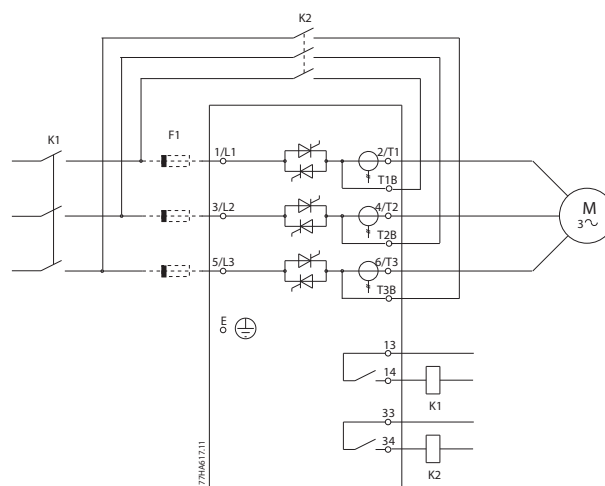 K2
K1
F1
1/L1
2/T1
T1B
3/L2
4/T2
T2B
5/L3
6/T3
T3B
M
3~
E
13
14
K1
33
34
K2
77HA617.11